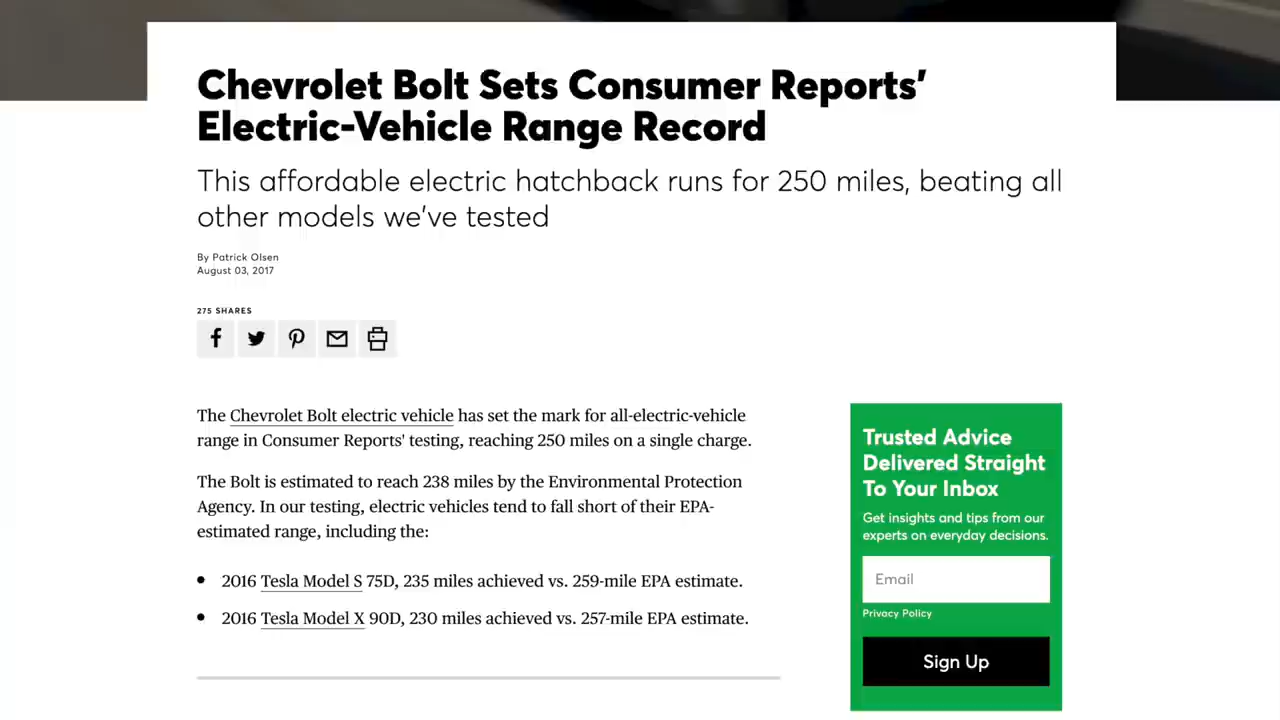 Chevrolet Bolt Sets Consumer Reports'
Electric-Vehicle Range Record
This affordable electric hatchback runs for 250 miles, beating all
other models we've tested
By Patrick Olsen
August 03, 2017
275 SHARES
The Chevrolet Bolt electric vehicle has set the mark for all-electric-vehicle
range in Consumer Reports' testing, reaching 250 miles on a single charge.
The Bolt is estimated to reach 238 miles by the Environmental Protection
Agency. In our testing, electric vehicles tend to fall short of their EPA-
estimated range, including the:
• 2016 Tesla Model S 75D, 235 miles achieved vs. 259-mile EPA estimate.
• 2016 Tesla Model X 90D, 230 miles achieved vs. 257-mile EPA estimate.
Trusted Advice
Delivered Straight
To Your Inbox
Get insights and tips from our
experts on everyday decisions.
Email
Privacy Policy
Sign Up